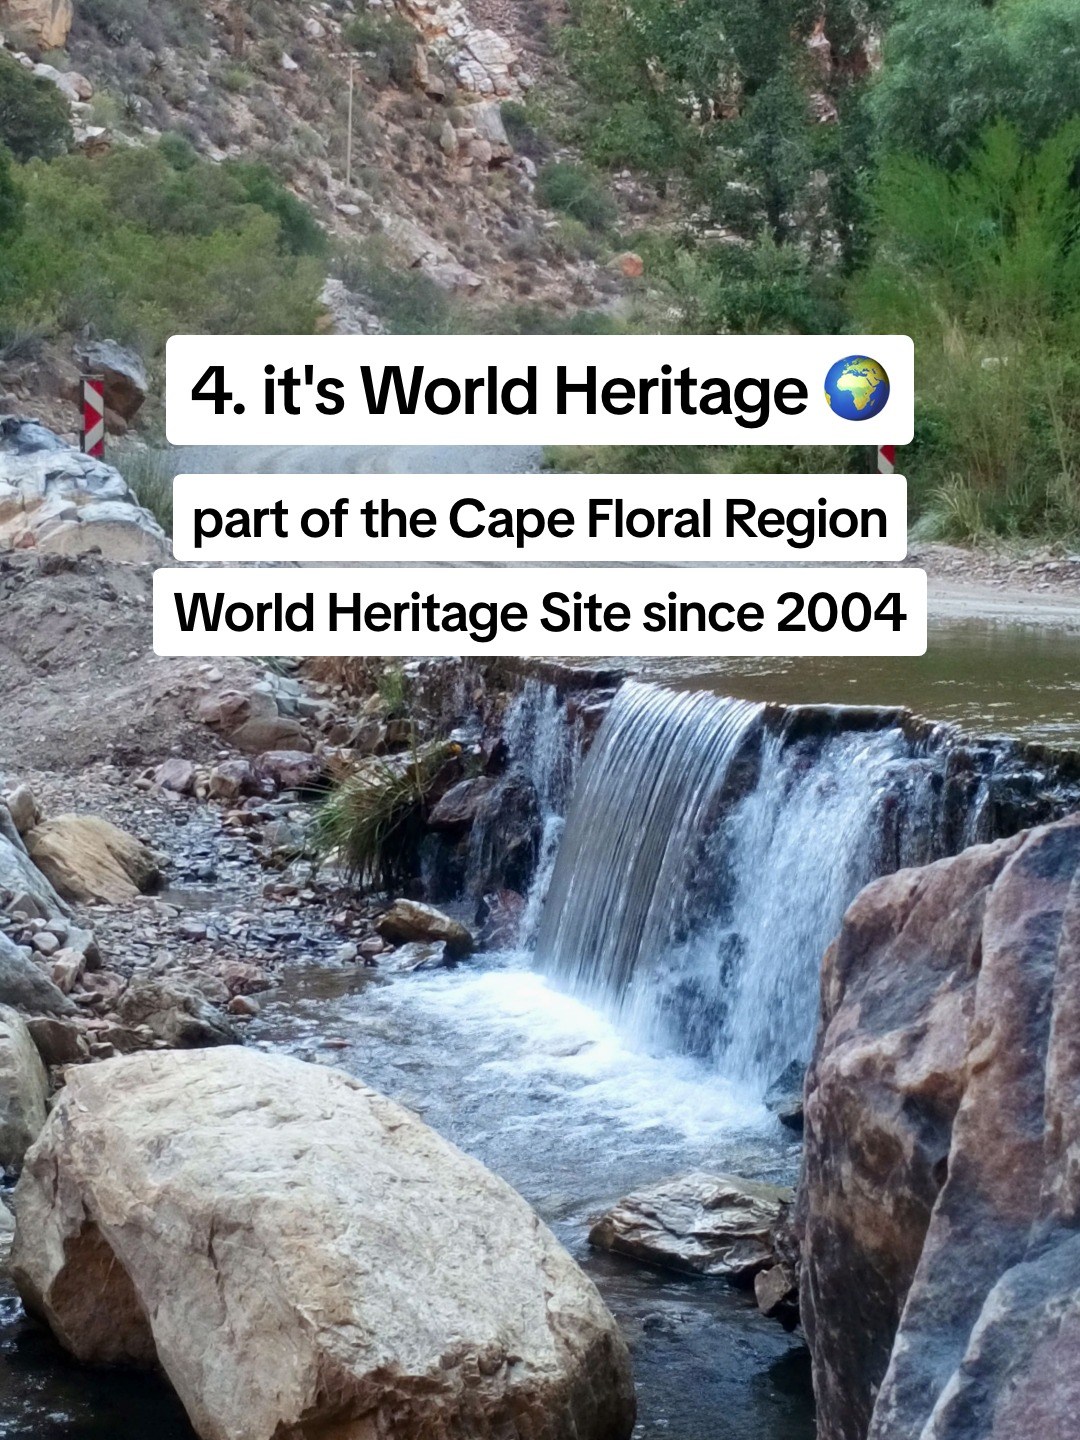 4. it's World Heritage 🌍
part of the Cape Floral Region
World Heritage Site since 2004